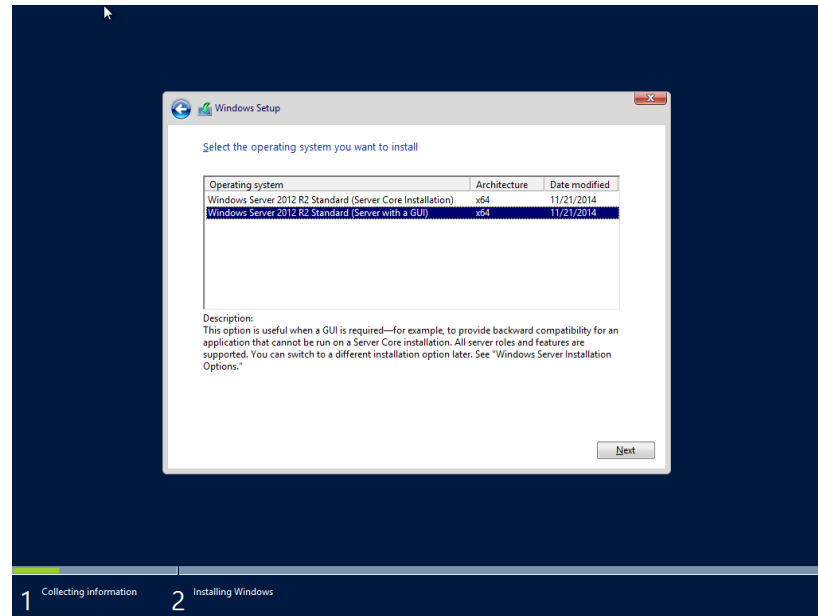 Windows Setup
Select the operating system you want to install
Operating system Architecture Date modified
Windows Server 2012 R2 Standard (Server Core Installation) x64 11/21/2014
Windows Server 2012 R2 Standard (Server with a GUI) x64 11/21/2014
Description:
This option is useful when a GUI is required—for example, to provide backward compatibility for an
application that cannot be run on a Server Core installation. All server roles and features are
supported. You can switch to a different installation option later. See "Windows Server Installation
Options."
Next
1 Collecting information 2 Installing Windows